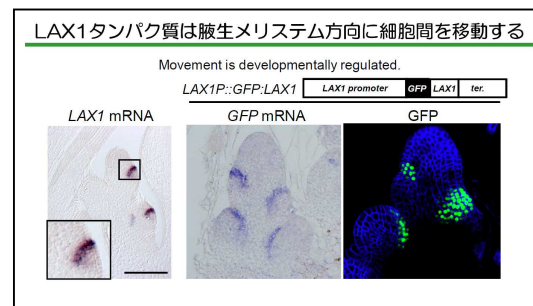 LAX1タンパク質は腋生メリステム方向に細胞間を移動する
Movement is developmentally regulated.
LAX1P::GFP:LAX1 LAX1 promoter GFP LAX1 ter.
LAX1 mRNA GFP mRNA GFP